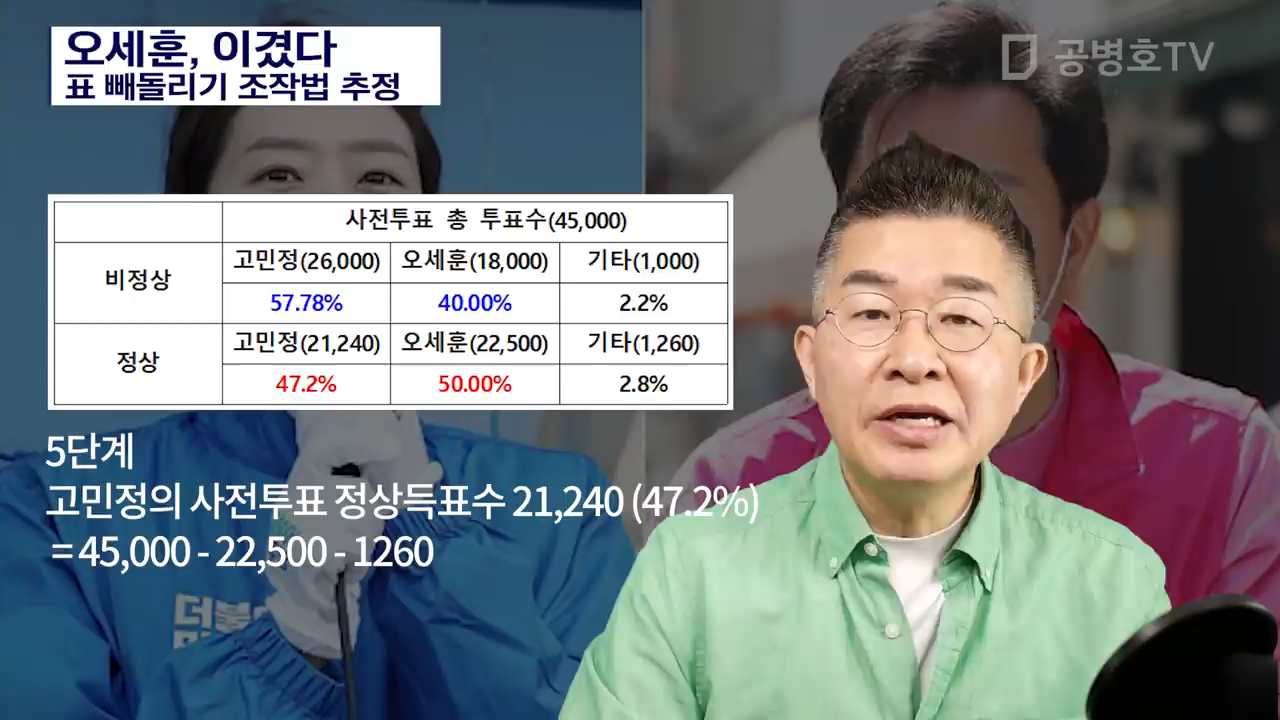 오세훈, 이겼다
표 빼돌리기 조작법 추정
공병호TV
사전투표 총 투표수(45,000)
비정상
고민정(26,000) 오세훈(18,000) 기타(1,000)
57.78% 40.00% 2.2%
정상
고민정(21,240) 오세훈(22,500) 기타(1,260)
47.2% 50.00% 2.8%
5단계
고민정의 사전투표 정상득표수 21,240 (47.2%)
= 45,000 - 22,500 - 1260